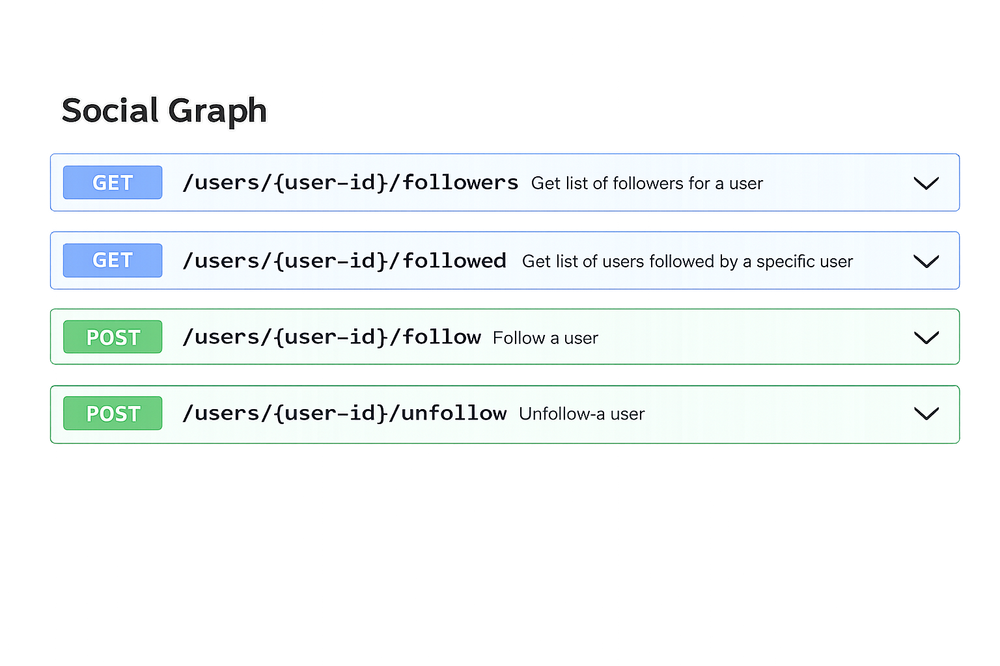 Social Graph
GET /users/{user-id}/followers Get list of followers for a user
GET /users/{user-id}/followed Get list of users followed by a specific user
POST /users/{user-id}/follow Follow a user
POST /users/{user-id}/unfollow Unfollow-a user